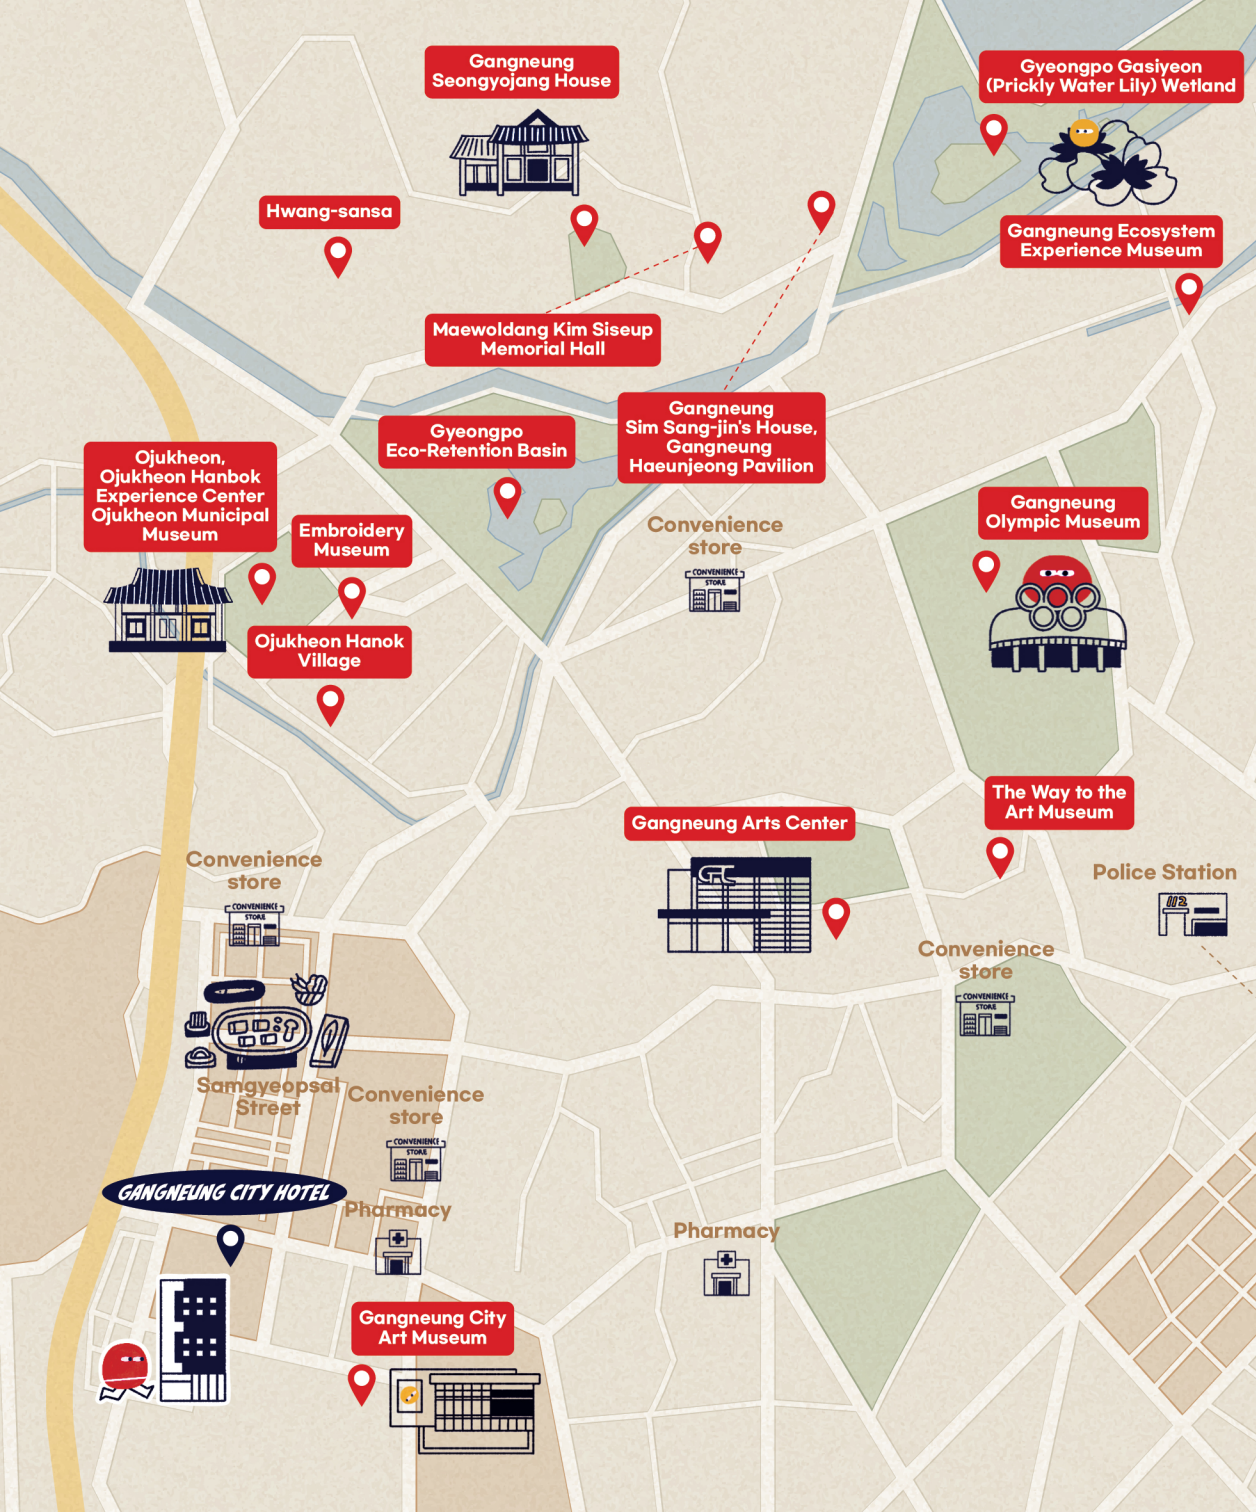 Gangneung
Seongyojang House
Gyeongpo Gasiyeon
(Prickly Water Lily) Wetland
Hwang-sansa
Gangneung Ecosystem
Experience Museum
Maewoldang Kim Siseup
Memorial Hall
Gangneung
Sim Sang-jin's House,
Gangneung
Haeunjeong Pavilion
Gyeongpo
Eco-Retention Basin
Ojukheon,
Ojukheon Hanbok
Experience Center
Ojukheon Municipal
Museum
Embroidery
Museum
Gangneung
Olympic Museum
Convenience
store
CONVENIENCE
STORE
Ojukheon Hanok
Village
The Way to the
Art Museum
Gangneung Arts Center
Police Station
112
Convenience
store
CONVENIENCE
STORE
Convenience
store
CONVENIENCE
STORE
Samgyeopsal
Street
Convenience
store
CONVENIENCE
STORE
GANGNEUNG CITY HOTEL
Pharmacy
Pharmacy
Gangneung City
Art Museum